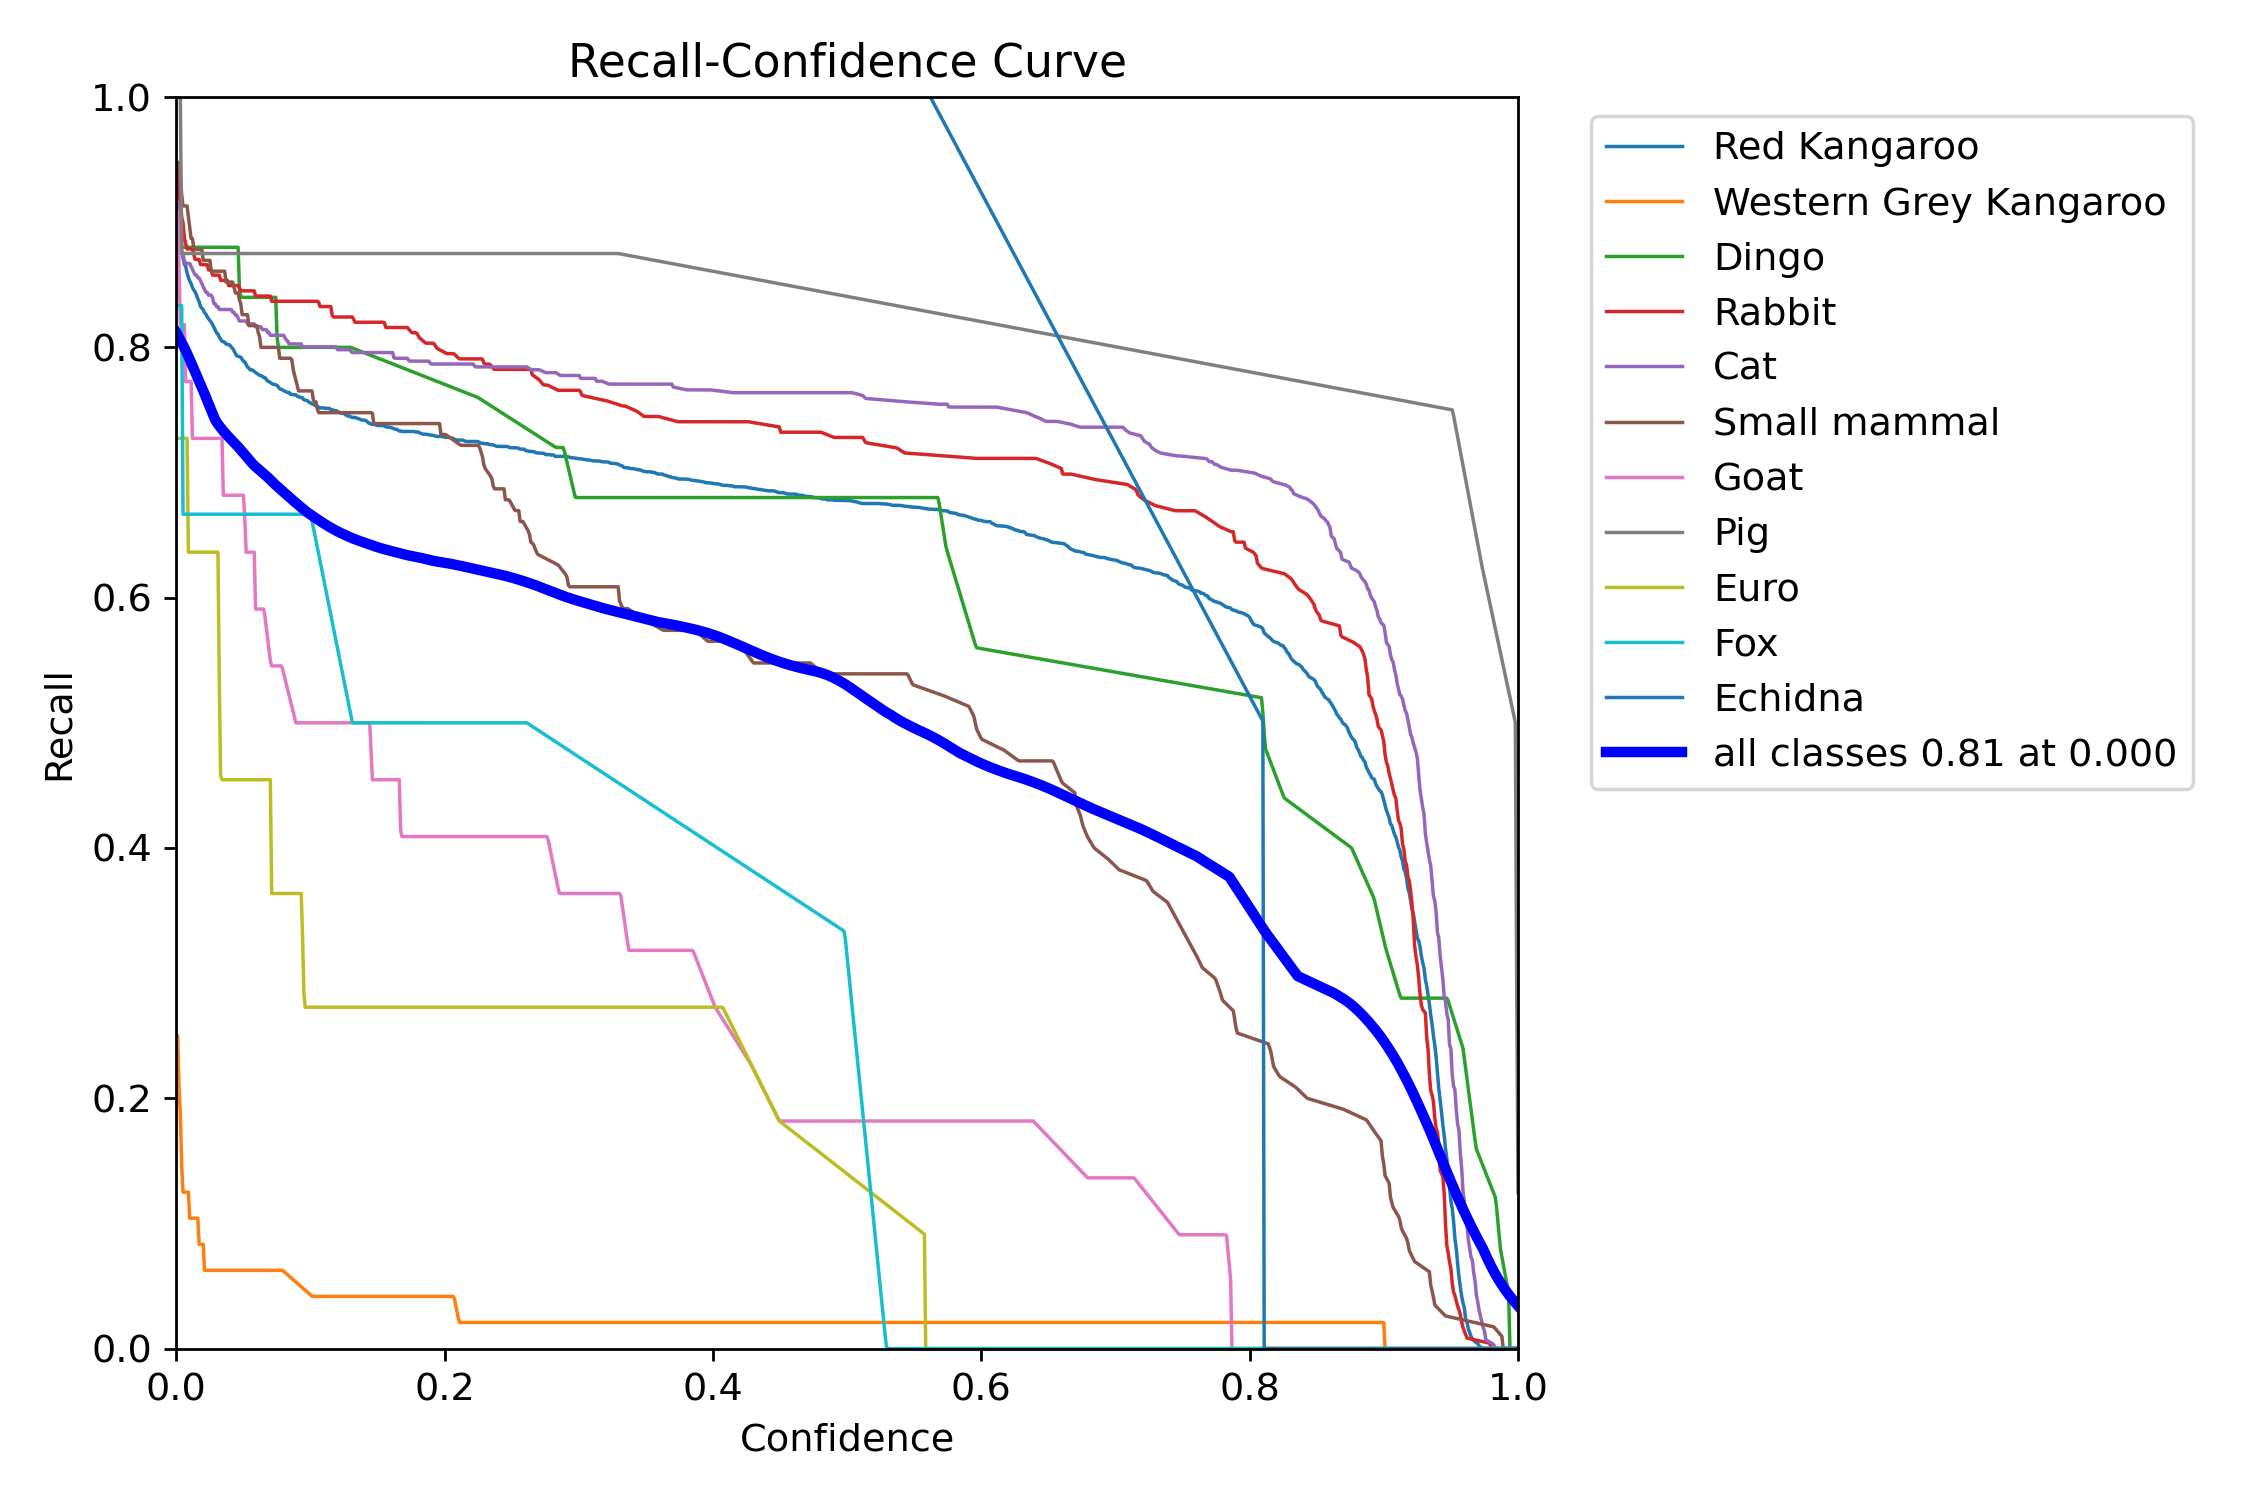 Recall-Confidence Curve
1.0
0.8
0.6
0.4
0.2
0.0
Recall
0.0 0.2 0.4 0.6 0.8 1.0
Confidence
Red Kangaroo
Western Grey Kangaroo
Dingo
Rabbit
Cat
Small mammal
Goat
Pig
Euro
Fox
Echidna
all classes 0.81 at 0.000